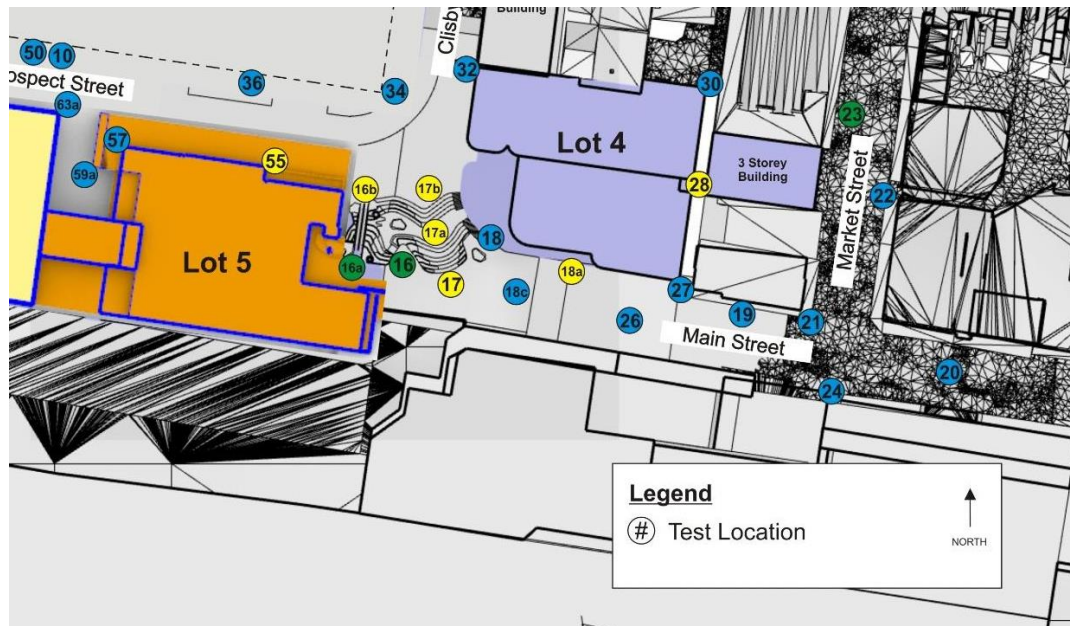 Building
Clisby
50
10
36
34
32
30
ospect Street
63a
57
59a
55
23
Lot 4
3 Storey
Building
28
22
Market Street
16b
17b
17a
18
Lot 5
16a
16
17
18a
18c
27
26
19
21
Main Street
20
24
Legend
# Test Location
NORTH